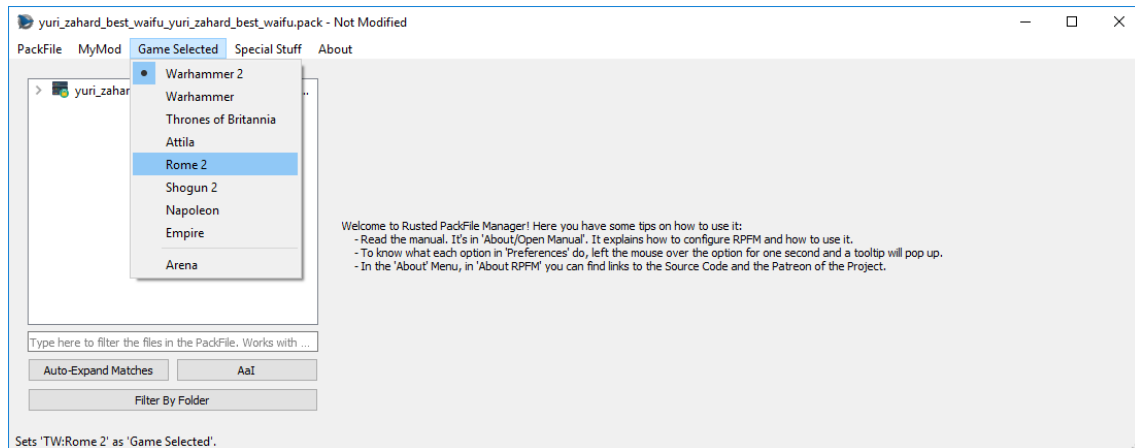 yuri_zahard_best_waifu_yuri_zahard_best_waifu.pack - Not Modified
PackFile MyMod Game Selected Special Stuff About
Warhammer 2
Warhammer
Thrones of Britannia
Attila
Rome 2
Shogun 2
Napoleon
Empire
Arena
yuri_zahar ..
Welcome to Rusted PackFile Manager! Here you have some tips on how to use it:
- Read the manual. It's in 'About/Open Manual'. It explains how to configure RPFM and how to use it.
- To know what each option in 'Preferences' do, left the mouse over the option for one second and a tooltip will pop up.
- In the 'About' Menu, in 'About RPFM' you can find links to the Source Code and the Patreon of the Project.
Type here to filter the files in the PackFile. Works with ...
Auto-Expand Matches AaI
Filter By Folder
Sets 'TW:Rome 2' as 'Game Selected'.